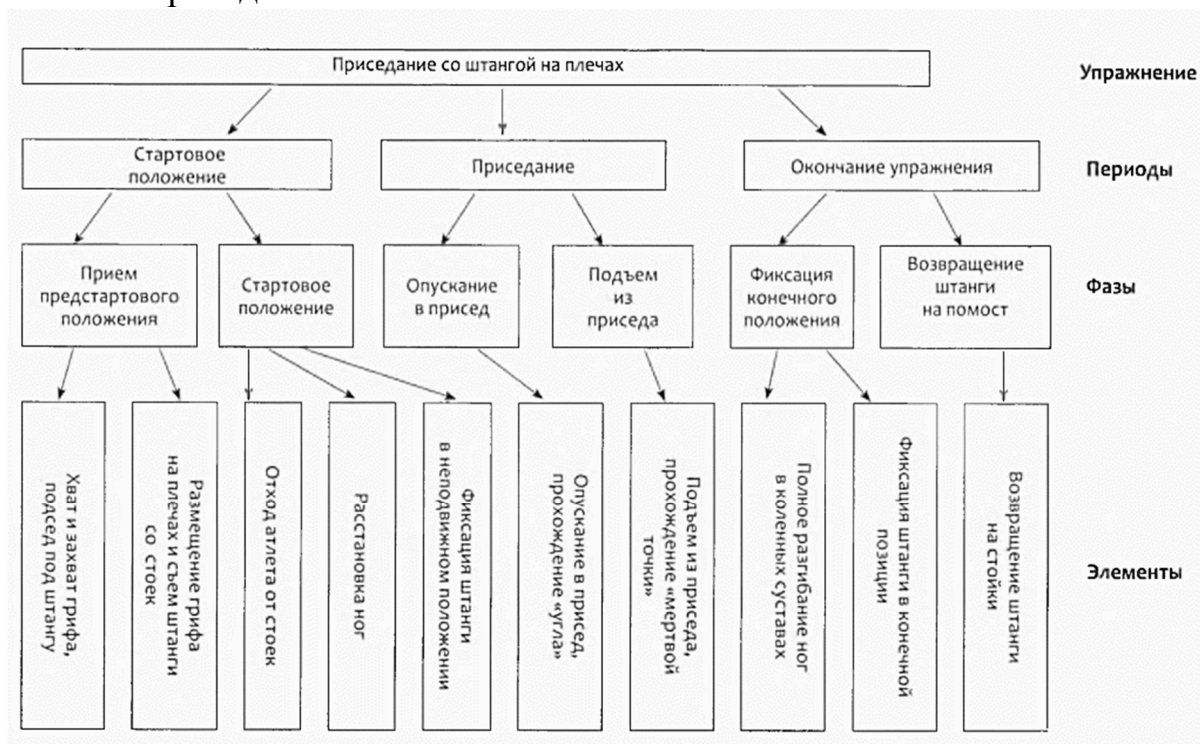 Приседание со штангой на плечах
Упражнение
Стартовое
положение
Приседание
Окончание упражнения
Периоды
Прием
предстартового
положения
Стартовое
положение
Опускание
в присед
Подъем
из
приседа
Фиксация
конечного
положения
Возвращение
штанги
на помост
Фазы
Хват и захват грифа,
подсед под штангу
Размещение грифа
на плечах и съем штанги
со стоек
Отход атлета от стоек
Расстановка ног
Фиксация штанги
в неподвижном положении
Опускание в присед,
прохождение «угла»
Подъем из приседа,
прохождение «мертвой
точки»
Полное разгибание ног
в коленных суставах
Фиксация штанги в конечной
позиции
Возвращение штанги
на стойки
Элементы